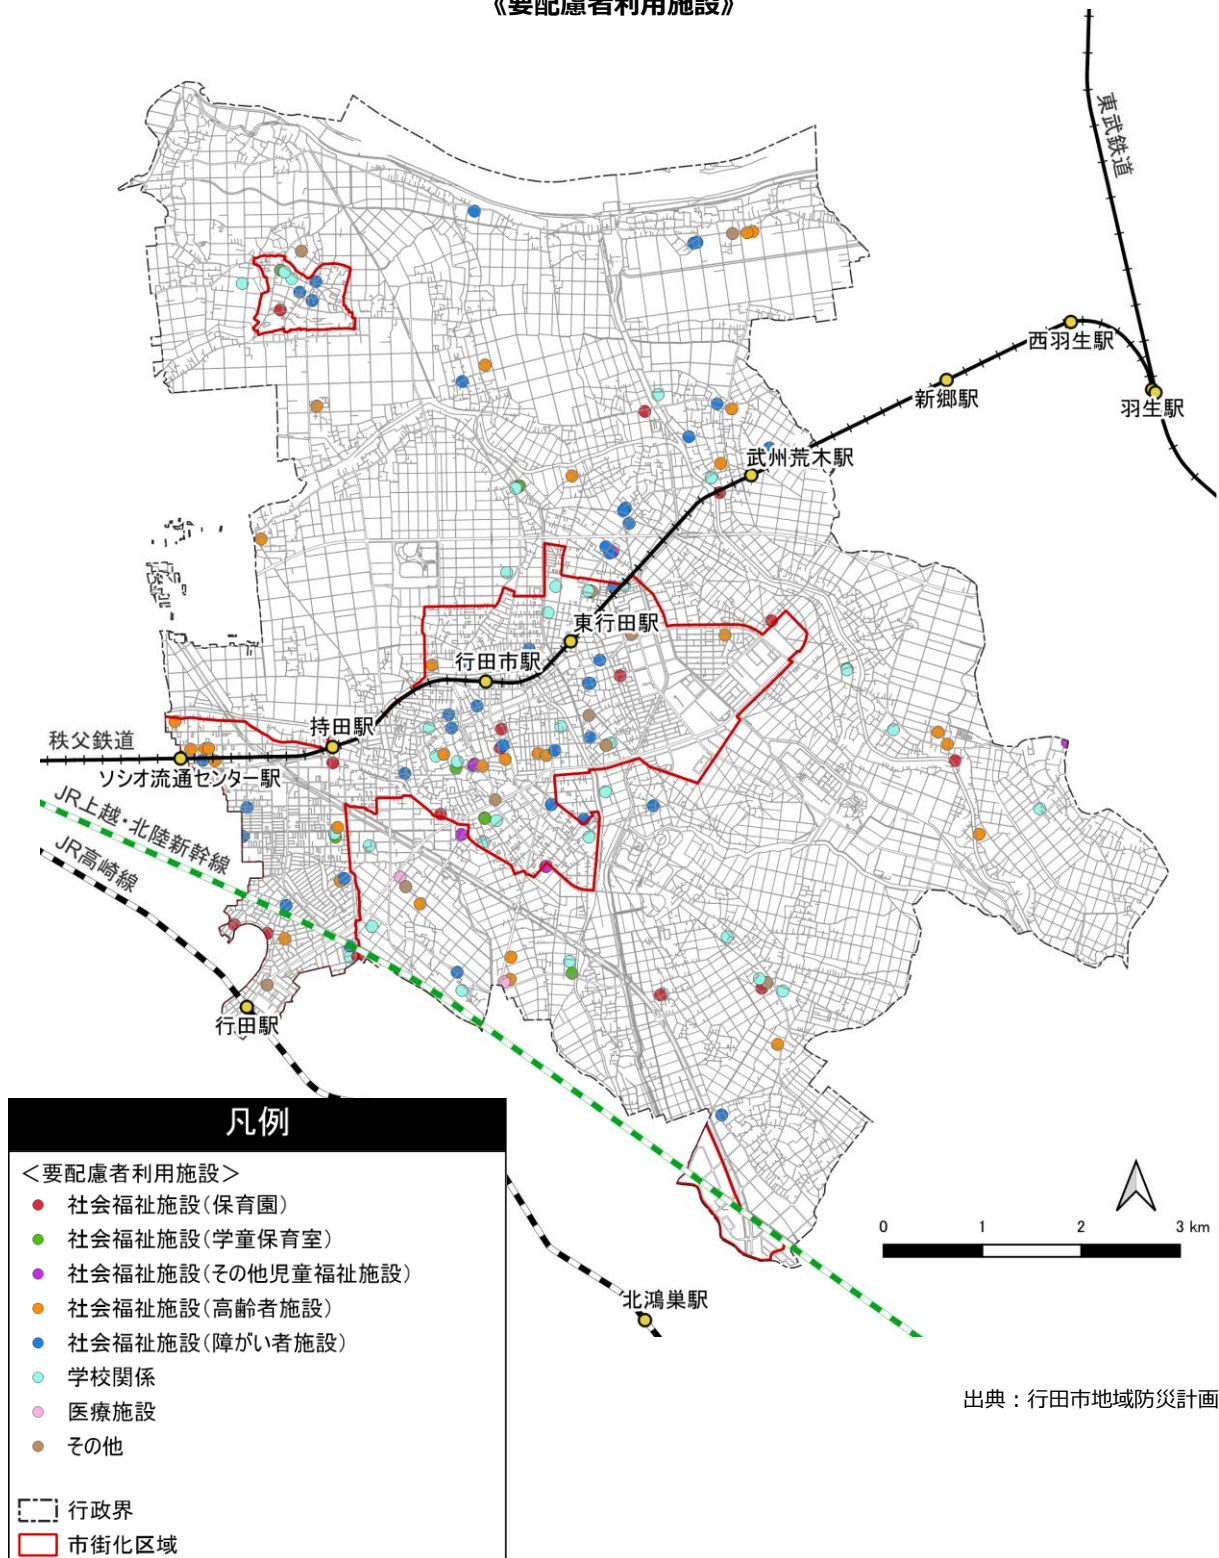 《要配慮者利用施設》
東武鉄道
西羽生駅
新郷駅
羽生駅
武州荒木駅
東行田駅
行田市駅
持田駅
秩父鉄道
ソシオ流通センター駅
JR上越・北陸新幹線
JR高崎線
行田駅
北鴻巣駅
0 1 2 3 km
凡例
＜要配慮者利用施設＞
社会福祉施設（保育園）
社会福祉施設（学童保育室）
社会福祉施設（その他児童福祉施設）
社会福祉施設（高齢者施設）
社会福祉施設（障がい者施設）
学校関係
医療施設
その他
行政界
市街化区域
出典：行田市地域防災計画